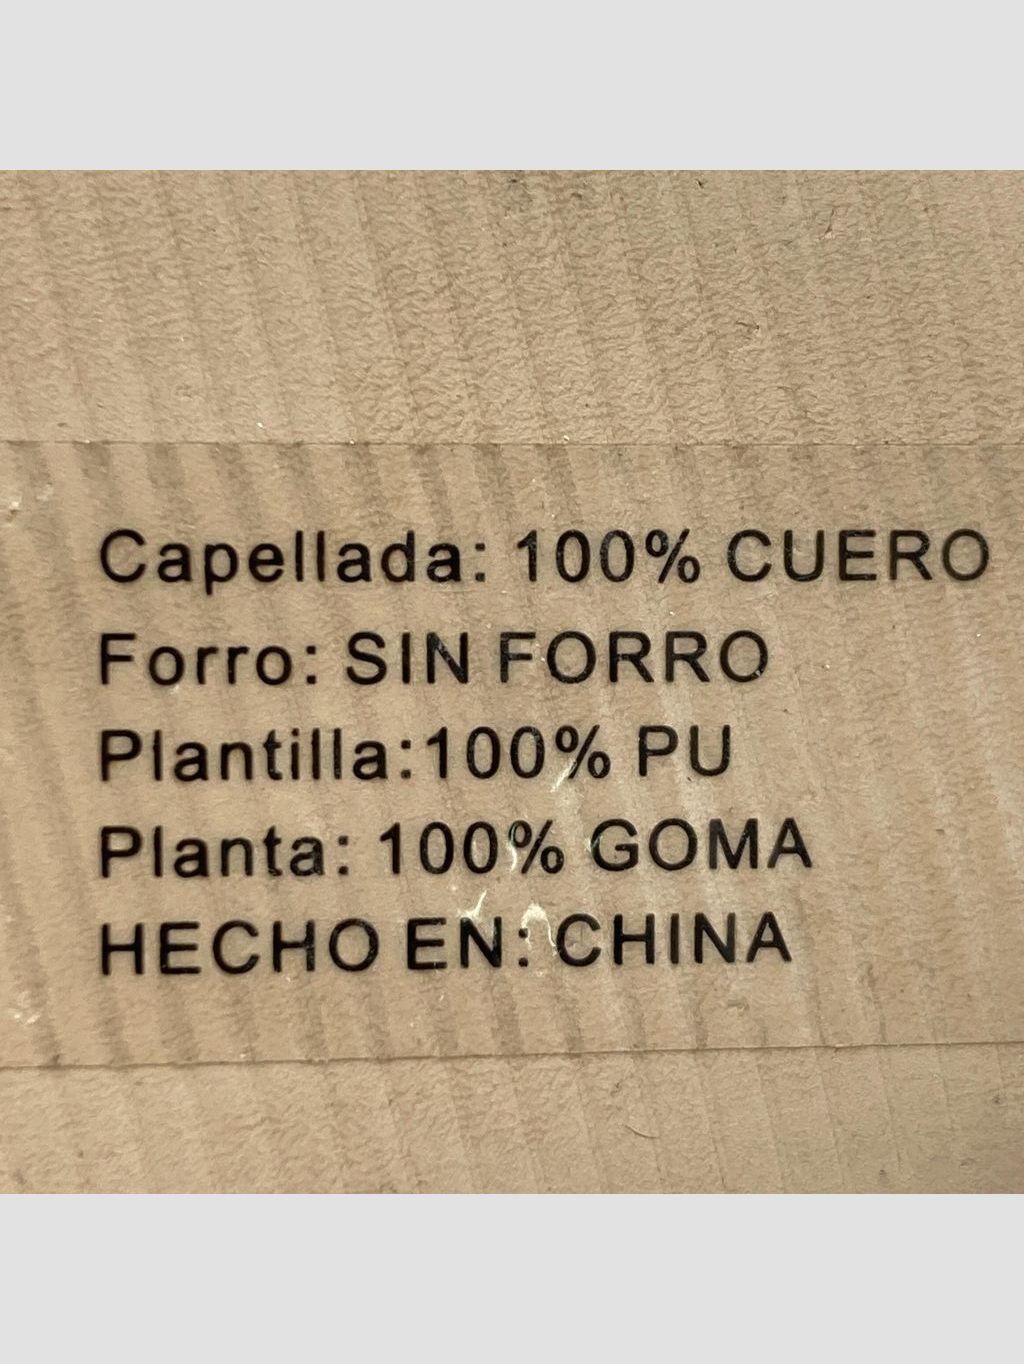 Capellada: 100% CUERO
Forro: SIN FORRO
Plantilla:100% PU
Planta: 100% GOMA
HECHO EN: CHINA